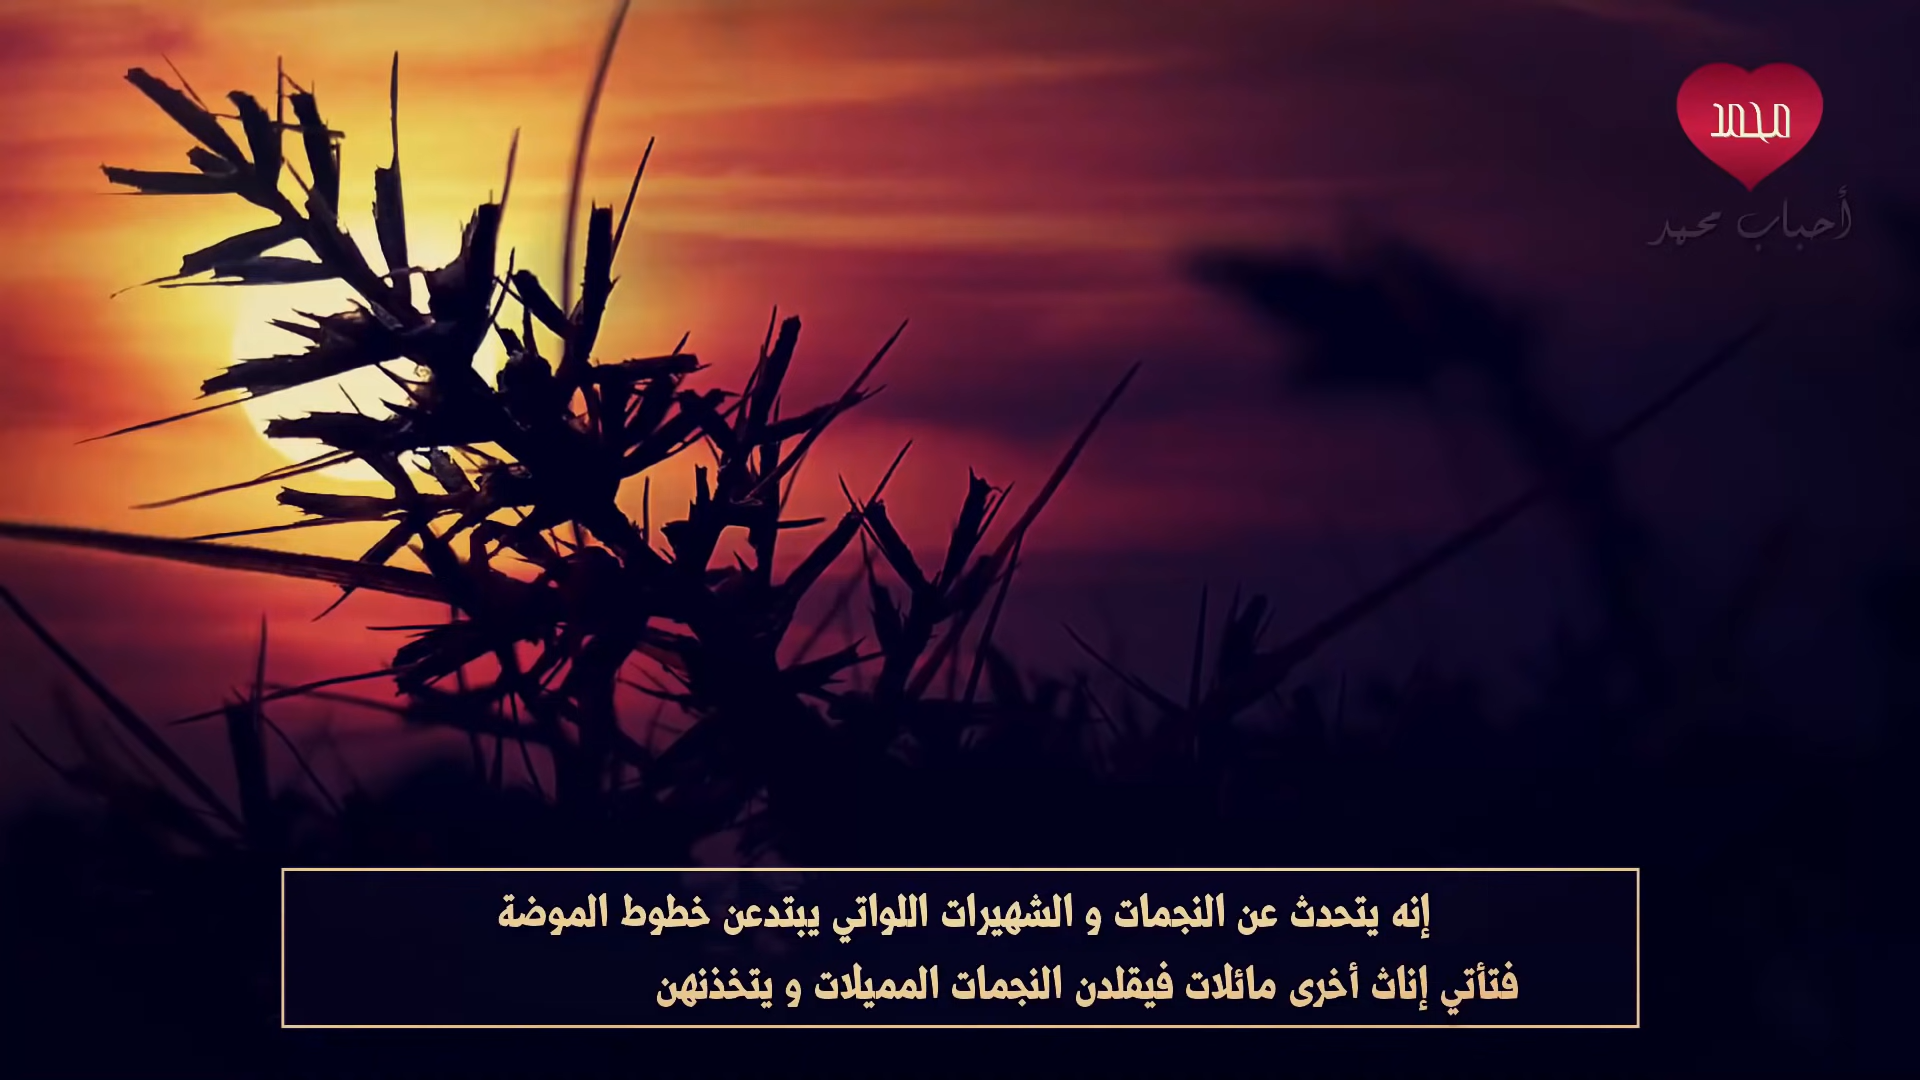 محمد
أحباب محمد
إنه يتحدث عن النجمات و الشهيرات اللواتي يبتدعن خطوط الموضة
فتأتي إناث أخرى مائلات فيقلدن النجمات المميلات و يتخذنهن